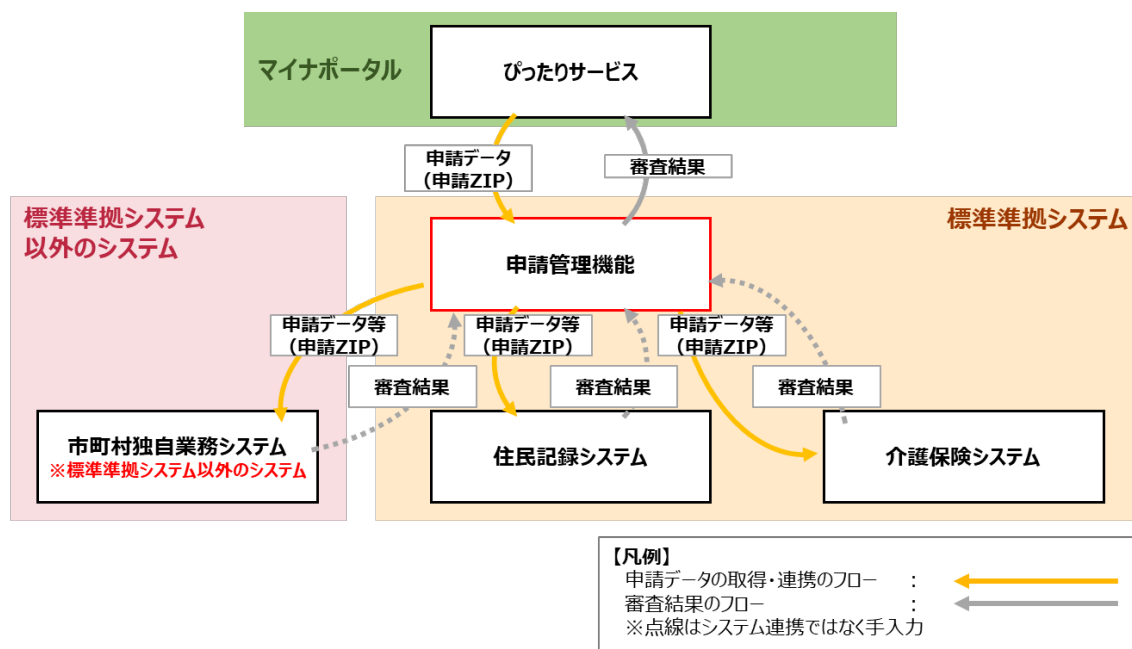 マイナポータル
ぴったりサービス
申請データ
（申請ZIP）
審査結果
標準準拠システム
以外のシステム
標準準拠システム
申請管理機能
申請データ等
（申請ZIP）
申請データ等
（申請ZIP）
申請データ等
（申請ZIP）
審査結果
審査結果
審査結果
市町村独自業務システム
※標準準拠システム以外のシステム
住民記録システム
介護保険システム
【凡例】
申請データの取得・連携のフロー　：
審査結果のフロー　：
※点線はシステム連携ではなく手入力